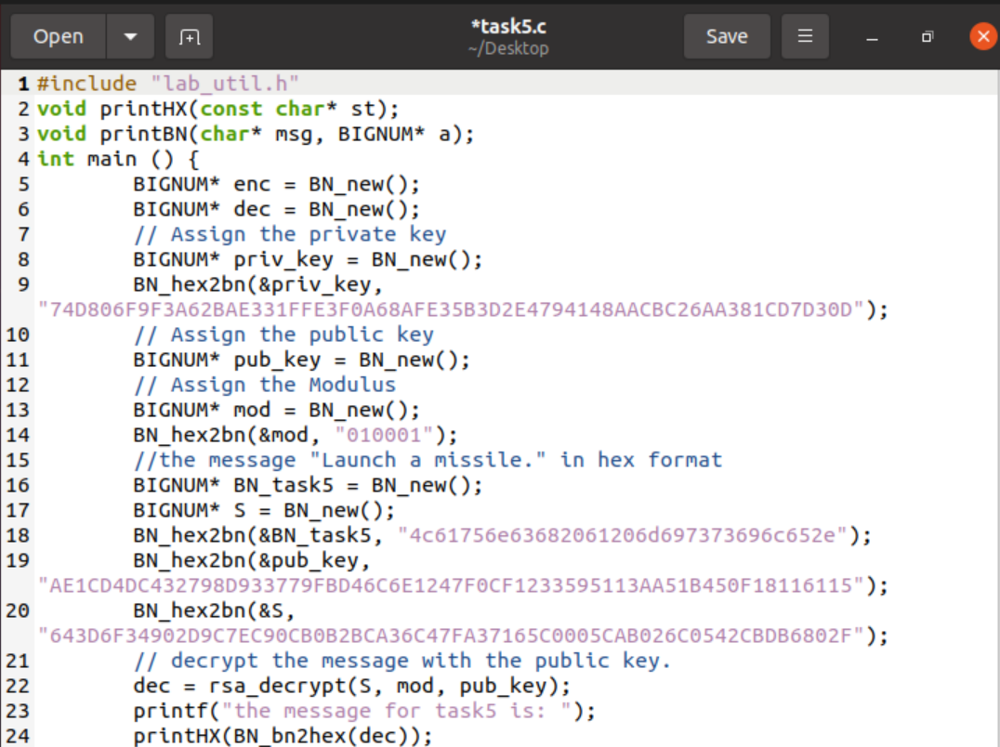 Open
*task5.c
~/Desktop
Save
1 #include "lab_util.h"
2 void printHX(const char* st);
3 void printBN(char* msg, BIGNUM* a);
4 int main () {
5 BIGNUM* enc = BN_new();
6 BIGNUM* dec = BN_new();
7 // Assign the private key
8 BIGNUM* priv_key = BN_new();
9 BN_hex2bn(&priv_key,
"74D806F9F3A62BAE331FFE3F0A68AFE35B3D2E4794148AACBC26AA381CD7D30D");
10 // Assign the public key
11 BIGNUM* pub_key = BN_new();
12 // Assign the Modulus
13 BIGNUM* mod = BN_new();
14 BN_hex2bn(&mod, "010001");
15 //the message "Launch a missile." in hex format
16 BIGNUM* BN_task5 = BN_new();
17 BIGNUM* S = BN_new();
18 BN_hex2bn(&BN_task5, "4c61756e63682061206d697373696c652e");
19 BN_hex2bn(&pub_key,
"AE1CD4DC432798D933779FBD46C6E1247F0CF1233595113AA51B450F18116115");
20 BN_hex2bn(&S,
"643D6F34902D9C7EC90CB0B2BCA36C47FA37165C0005CAB026C0542CBDB6802F");
21 // decrypt the message with the public key.
22 dec = rsa_decrypt(S, mod, pub_key);
23 printf("the message for task5 is: ");
24 printHX(BN_bn2hex(dec));